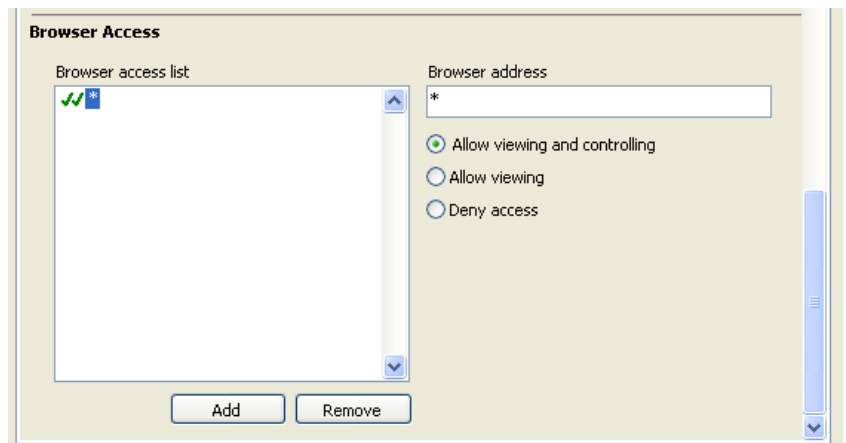 Browser Access
Browser access list
Browser address
*
*
Allow viewing and controlling
Allow viewing
Deny access
Add
Remove